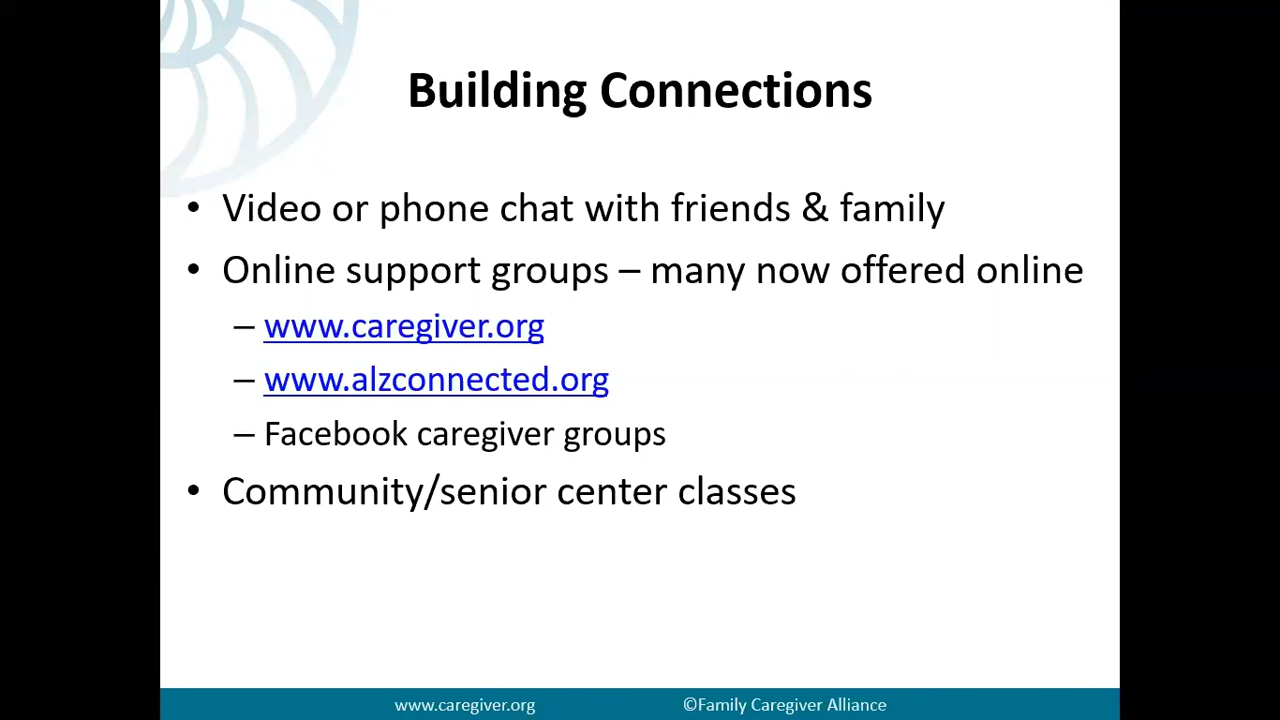 Building Connections
• Video or phone chat with friends & family
• Online support groups – many now offered online
– www.caregiver.org
– www.alzconnected.org
– Facebook caregiver groups
• Community/senior center classes
www.caregiver.org ©Family Caregiver Alliance